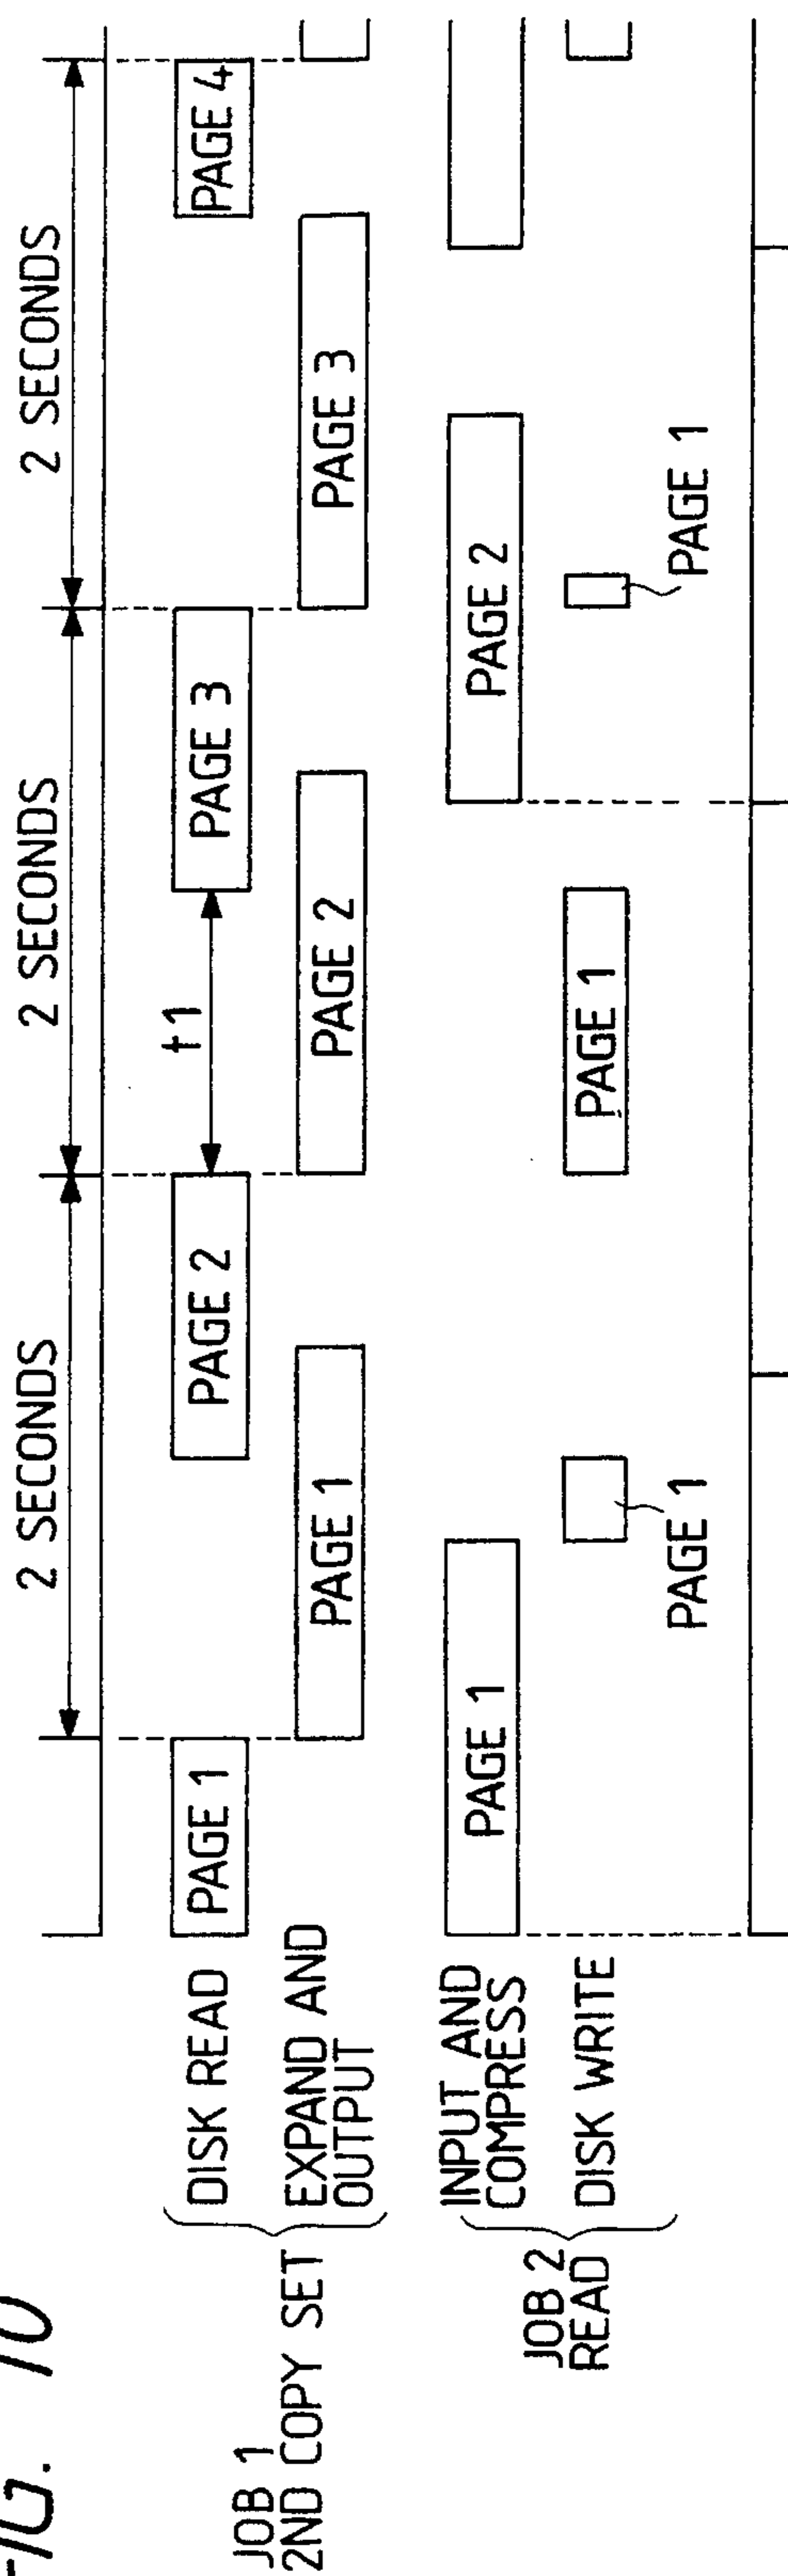 FIG. 10
2 SECONDS
2 SECONDS
2 SECONDS
JOB 1
2ND COPY SET
DISK READ
PAGE 1
PAGE 2
t1
PAGE 3
PAGE 4
EXPAND AND
OUTPUT
PAGE 1
PAGE 2
PAGE 3
JOB 2
READ
INPUT AND
COMPRESS
PAGE 1
PAGE 2
DISK WRITE
PAGE 1
PAGE 1
PAGE 1